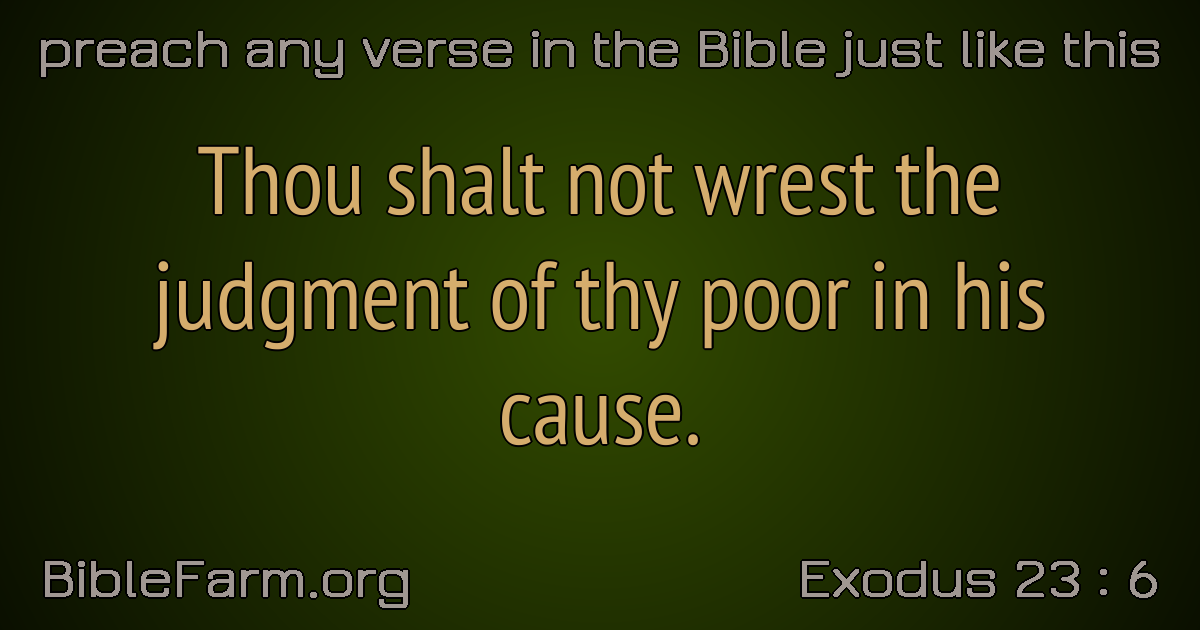 preach any verse in the Bible just like this
Thou shalt not wrest the
judgment of thy poor in his
cause.
BibleFarm.org
Exodus 23 : 6